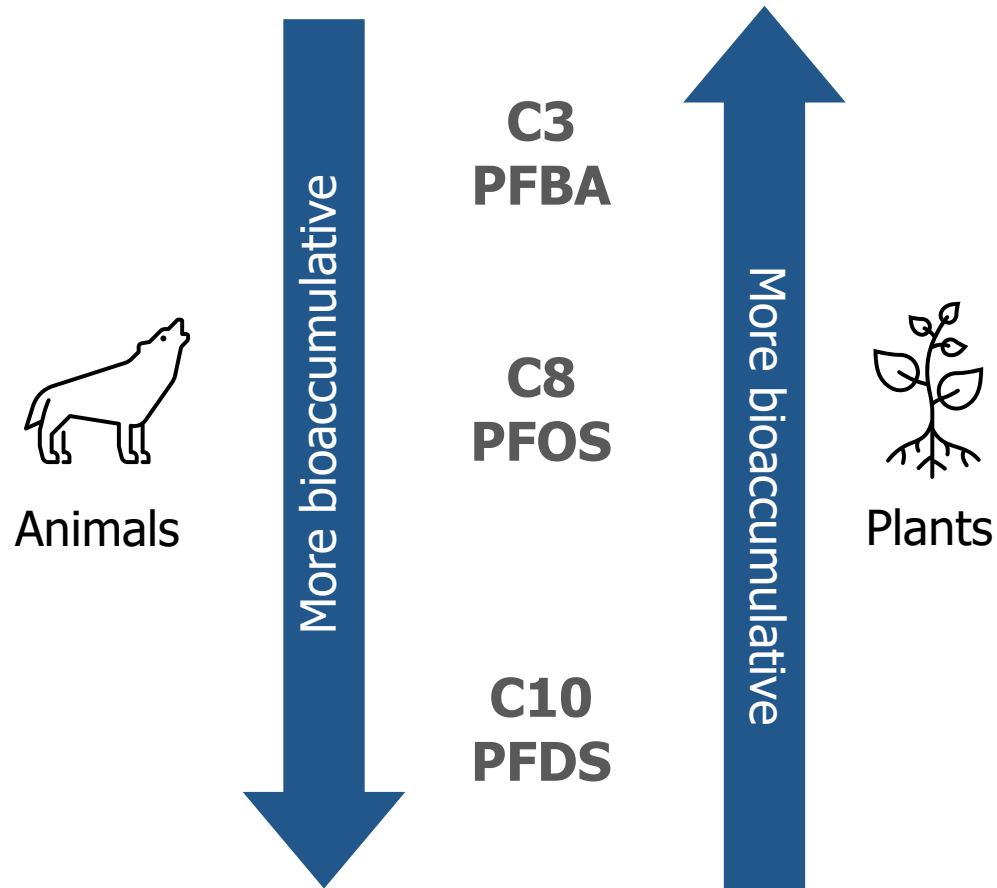 Animals
More bioaccumulative
C3
PFBA
C8
PFOS
C10
PFDS
More bioaccumulative
Plants